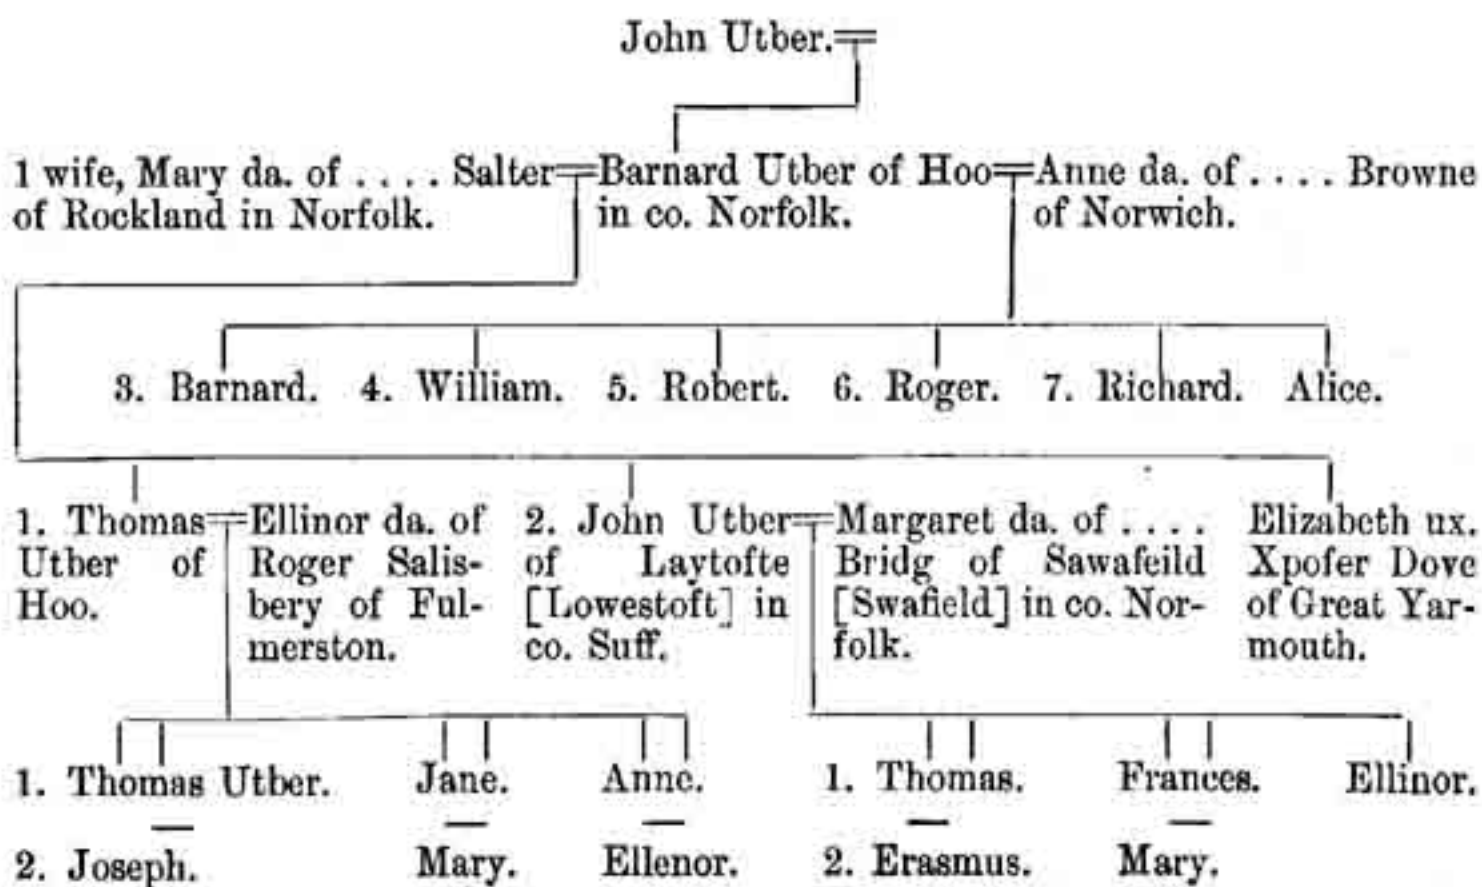 John Utber.
1 wife, Mary da. of .... Salter
of Rockland in Norfolk.
Barnard Utber of Hoo
in co. Norfolk.
Anne da. of .... Browne
of Norwich.
3. Barnard. 4. William. 5. Robert. 6. Roger. 7. Richard. Alice.
1. Thomas
Utber of
Hoo.
Ellinor da. of
Roger Salis-
bery of Ful-
merston.
2. John Utber
of Laytofte
[Lowestoft] in
co. Suff.
Margaret da. of ....
Bridg of Sawafeild
[Swafield] in co. Nor-
folk.
Elizabeth ux.
Xpofer Dove
of Great Yar-
mouth.
1. Thomas Utber. Jane. Anne. 1. Thomas. Frances. Ellinor.
2. Joseph. Mary. Ellenor. 2. Erasmus. Mary.